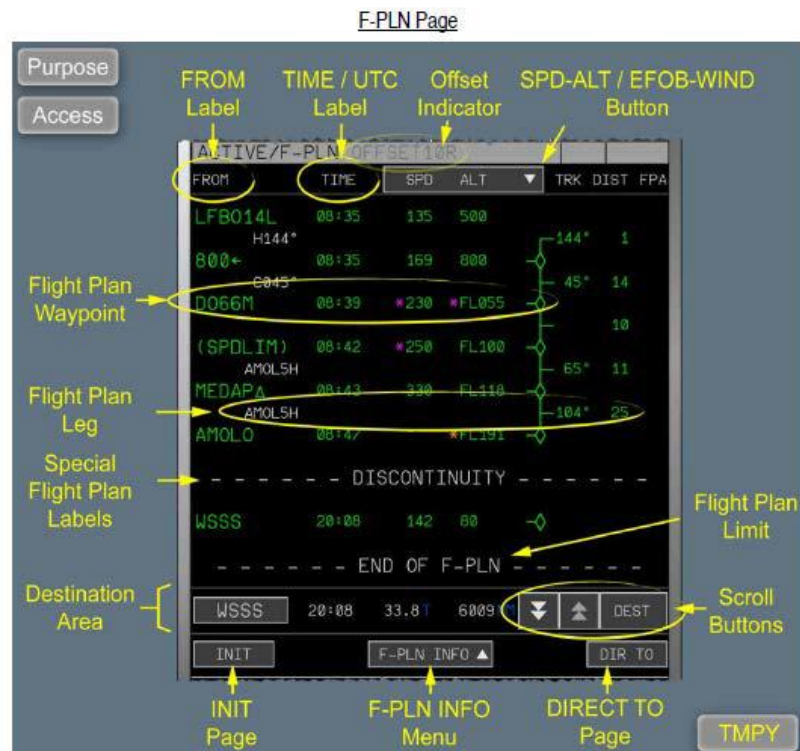 F-PLN Page
Purpose
Access
FROM Label
TIME / UTC Label
Offset Indicator
SPD-ALT / EFOB-WIND Button
ACTIVE/F-PLN OFFSET10R
FROM TIME SPD ALT ▼ TRK DIST FPA
LFBO14L 08:35 135 500
H144° 144° 1
800← 08:35 169 800
C045° 45° 14
Flight Plan Waypoint
DO66M 08:39 *230 *FL055
10
(SPDLIM) 08:42 *250 FL100
AMOL5H 65° 11
MEDAP△ 08:43 330 FL118
Flight Plan Leg
AMOL5H 104° 25
AMOLO 08:47 *FL191
Special Flight Plan Labels
- - - - - - DISCONTINUITY - - - - -
WSSS 20:08 142 80
Flight Plan Limit
- - - - - - END OF F-PLN - - - - - -
Destination Area
WSSS 20:08 33.8 T 6009 NM DEST
Scroll Buttons
INIT F-PLN INFO ▲ DIR TO
INIT Page
F-PLN INFO Menu
DIRECT TO Page
TMPY